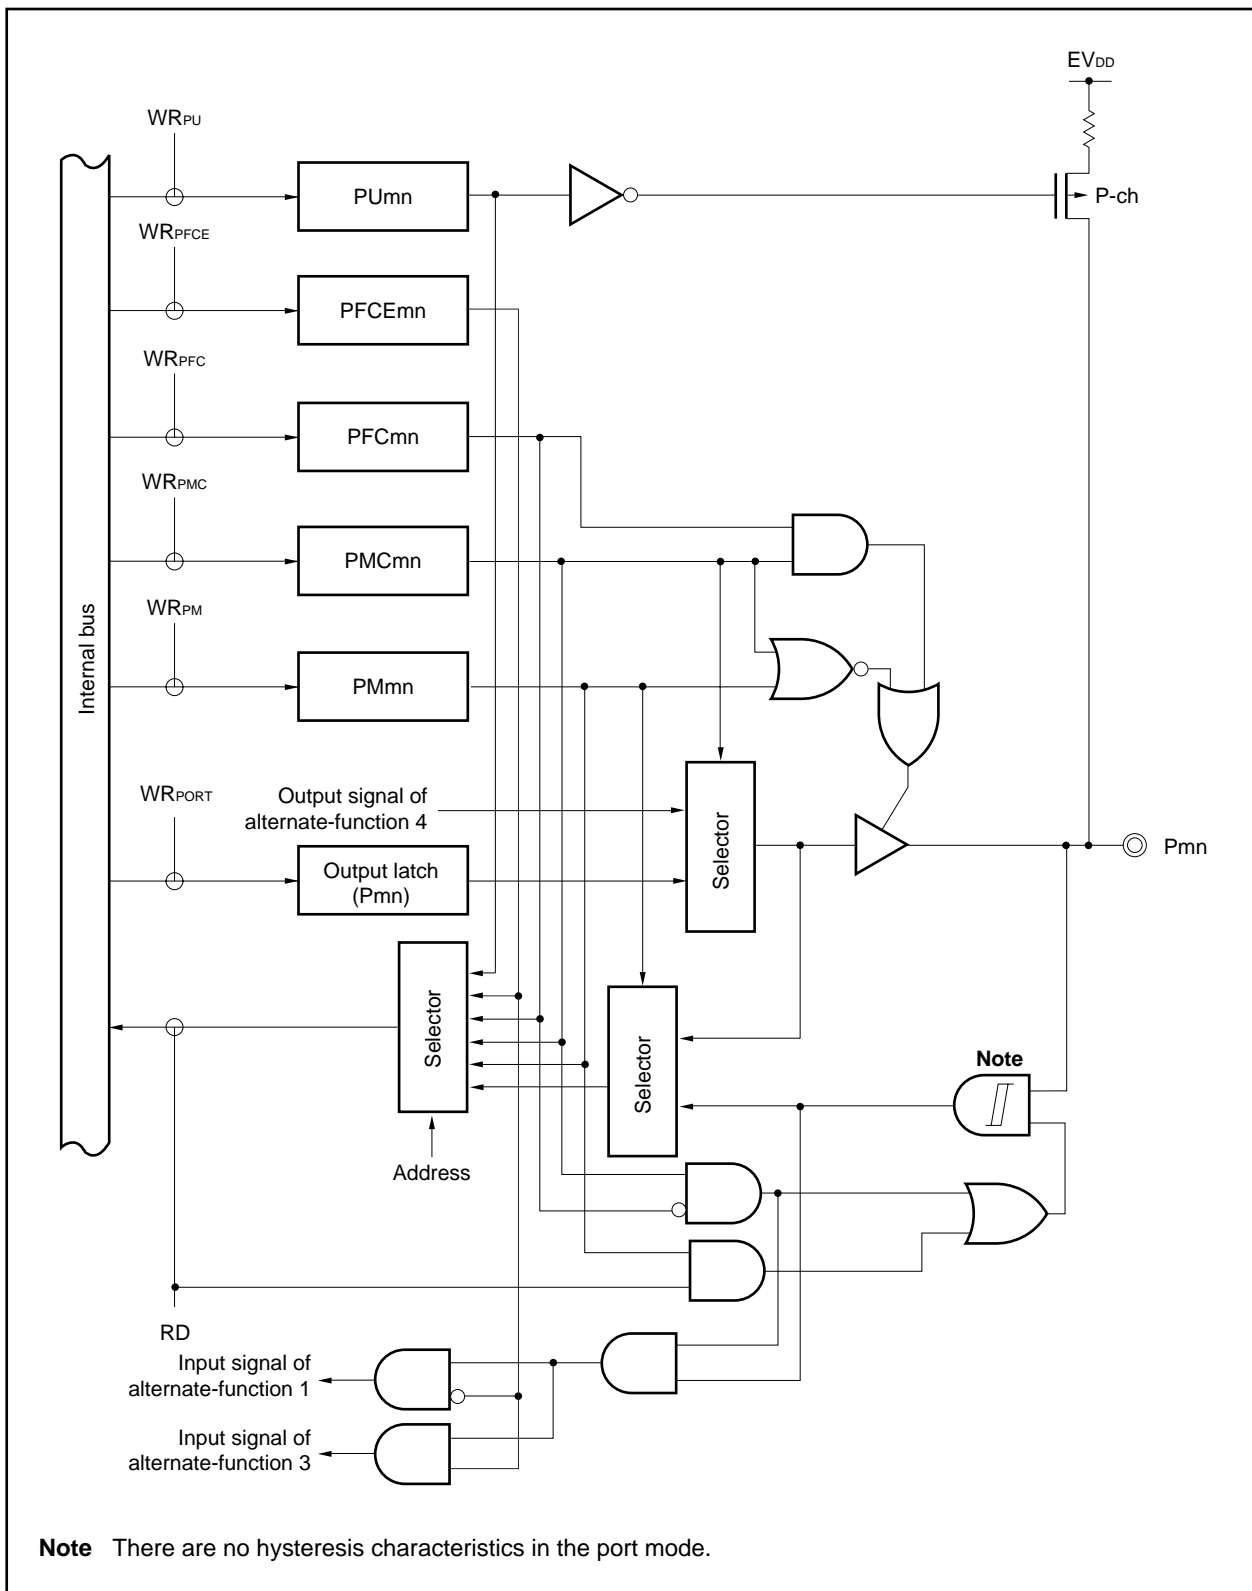 EVDD
WRPU
PUmn
P-ch
WRPFCE
PFCEmn
WRPFC
PFCmn
WRPMC
PMCmn
WRPM
PMmn
Internal bus
WRPORT
Output signal of
alternate-function 4
Output latch
(Pmn)
Selector
Pmn
Selector
Selector
Note
Address
RD
Input signal of
alternate-function 1
Input signal of
alternate-function 3
Note There are no hysteresis characteristics in the port mode.